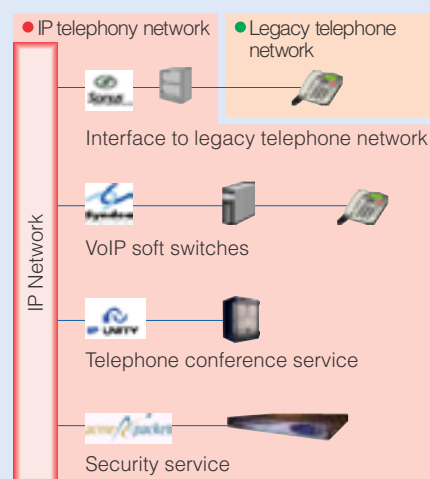 IP telephony network
Legacy telephone
network
Sonus
Interface to legacy telephone network
Syndeo
VoIP soft switches
IP UNITY
Telephone conference service
acme packet
Security service
IP Network